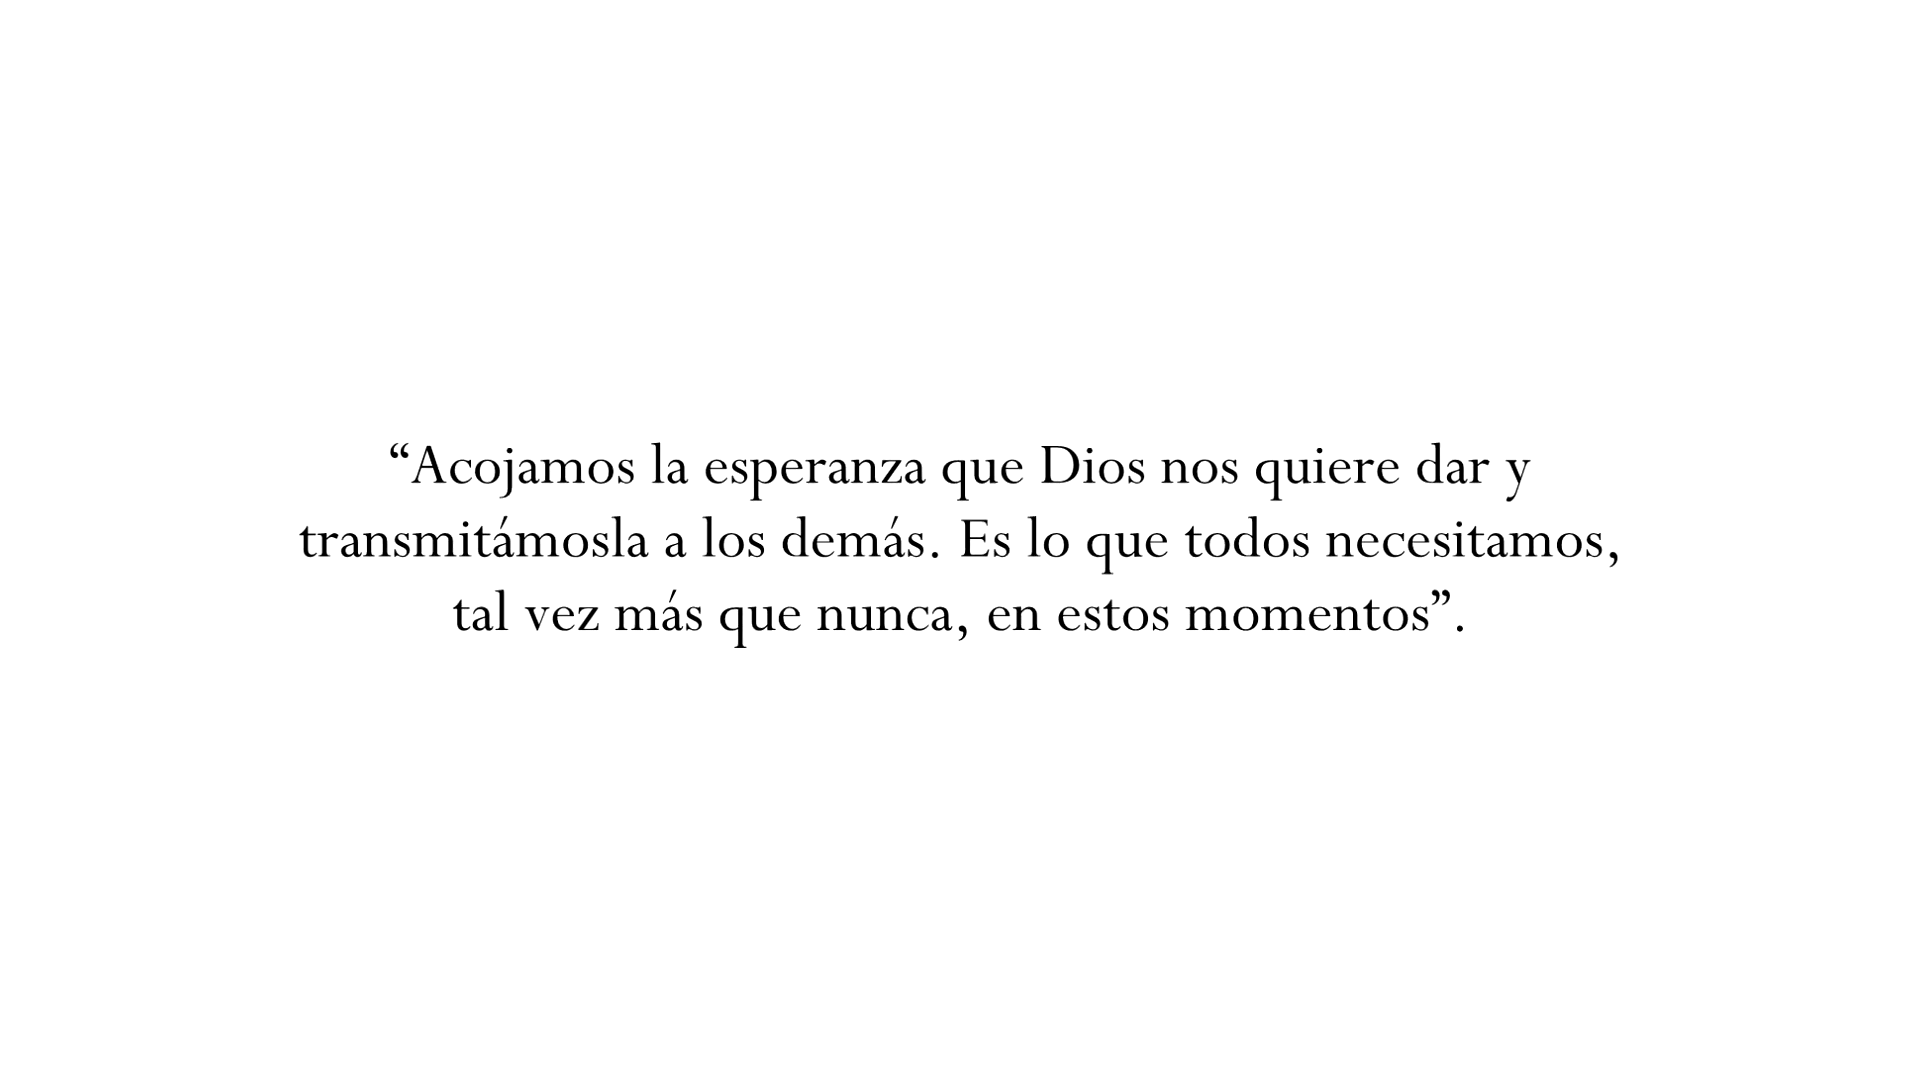 “Acojamos la esperanza que Dios nos quiere dar y
transmitámosla a los demás. Es lo que todos necesitamos,
tal vez más que nunca, en estos momentos”.